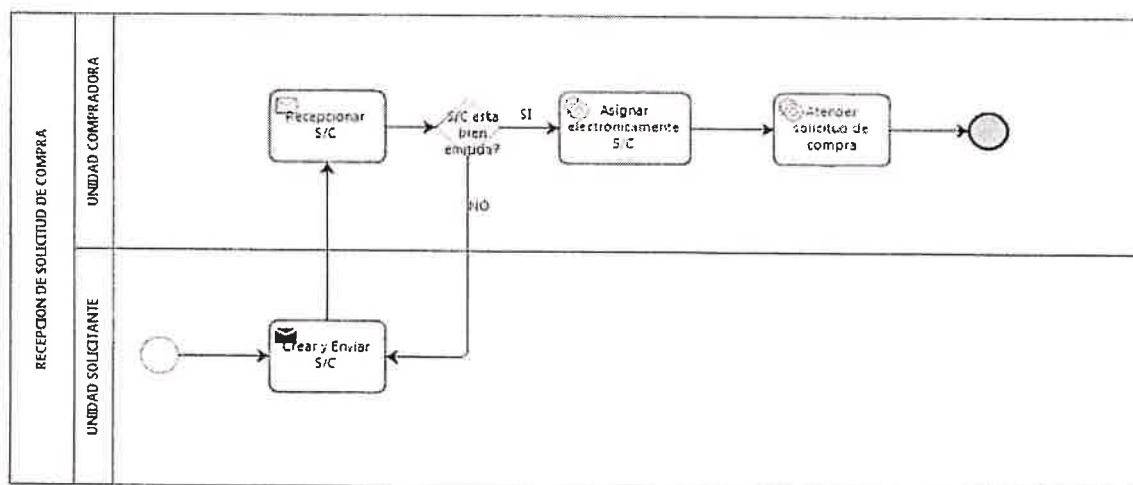 RECEPCION DE SOLICITUD DE COMPRA
UNIDAD COMPRADORA
Recepcionar
S/C
S/C esta
bien
emitida?
SI
Asignar
electronicamente
S/C
Atender
solicitud de
compra
NO
UNIDAD SOLICITANTE
Crear y Enviar
S/C